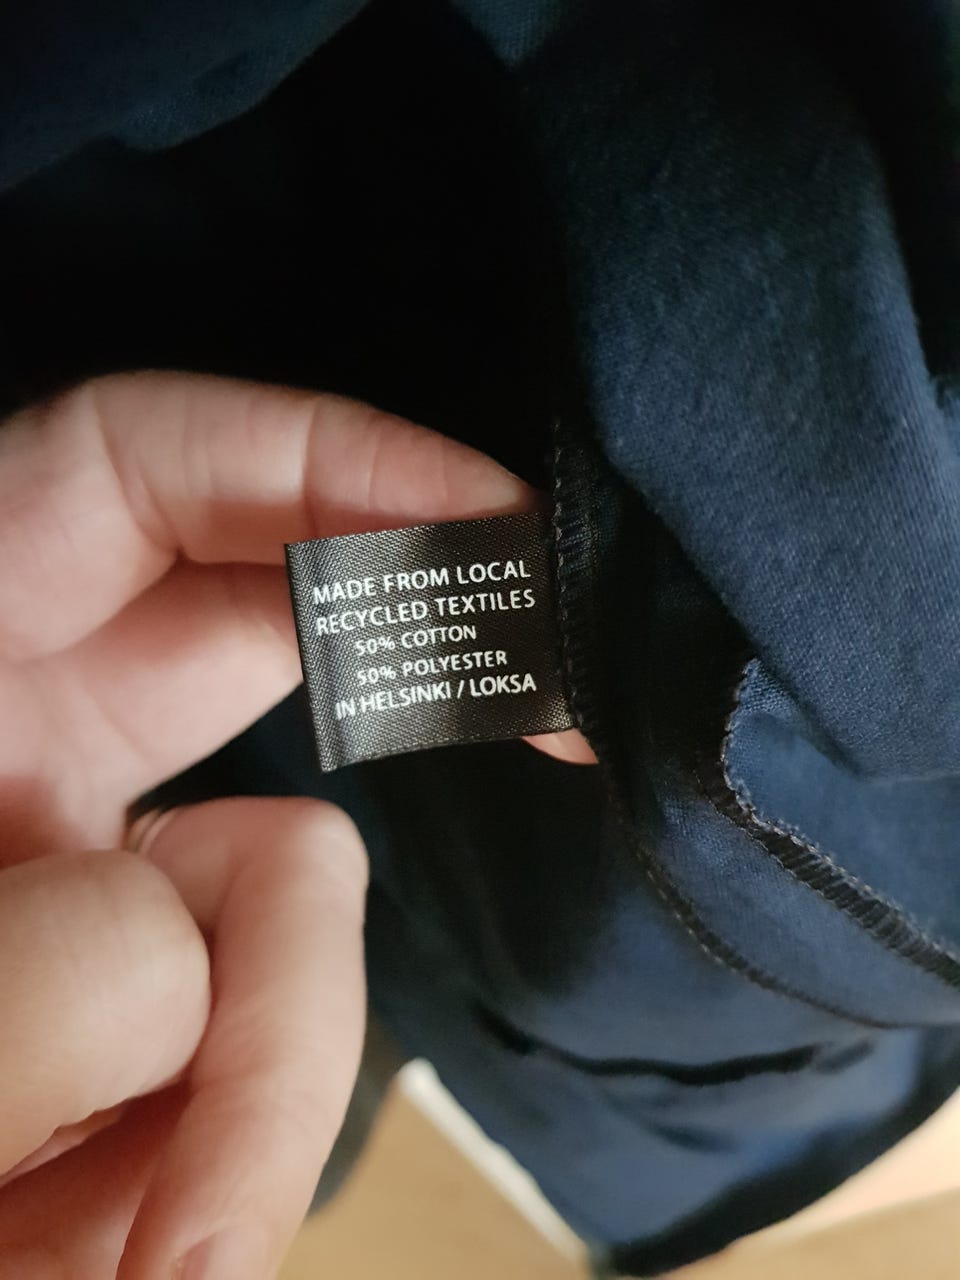 MADE FROM LOCAL
RECYCLED TEXTILES
50% COTTON
50% POLYESTER
IN HELSINKI / LOKSA